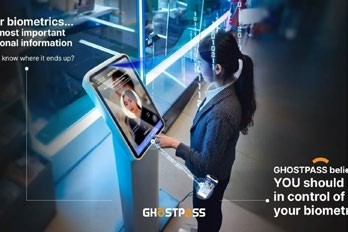 r biometrics...
most important
onal information
know where it ends up?
GHOSTPASS belie
YOU should
in control of
your biometr
GHOSTPASS